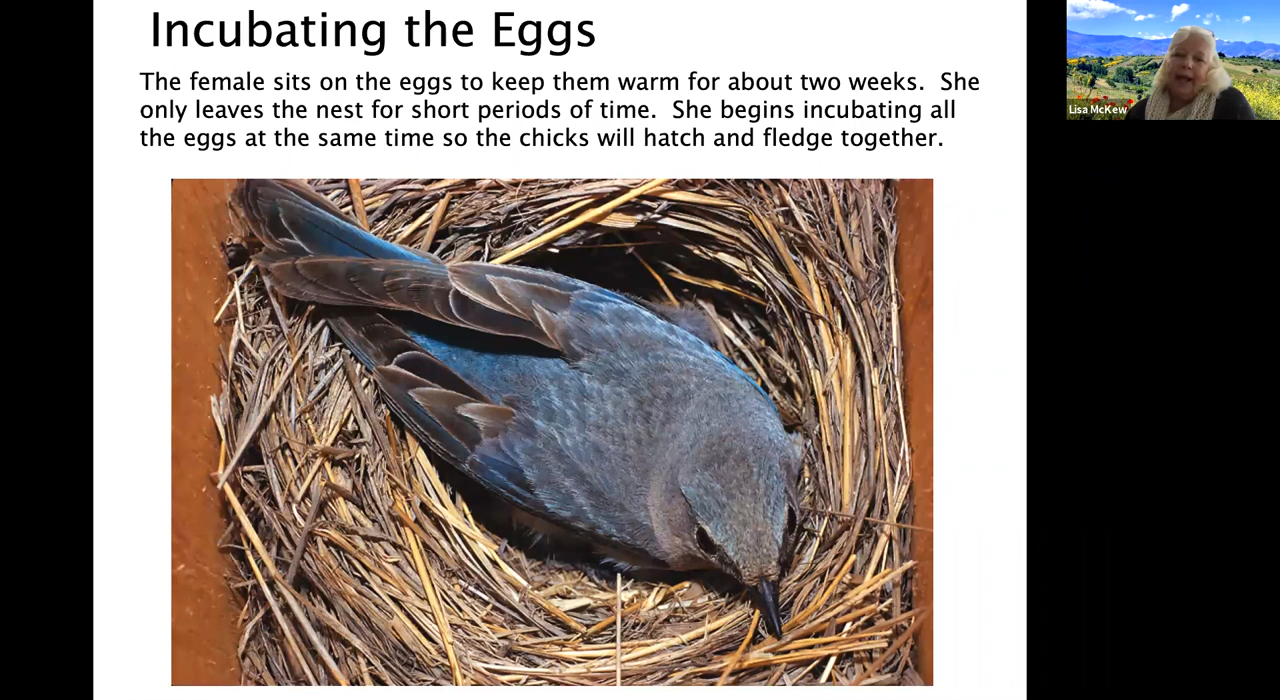 Incubating the Eggs
The female sits on the eggs to keep them warm for about two weeks.  She
only leaves the nest for short periods of time.  She begins incubating all
the eggs at the same time so the chicks will hatch and fledge together.
Lisa McKew